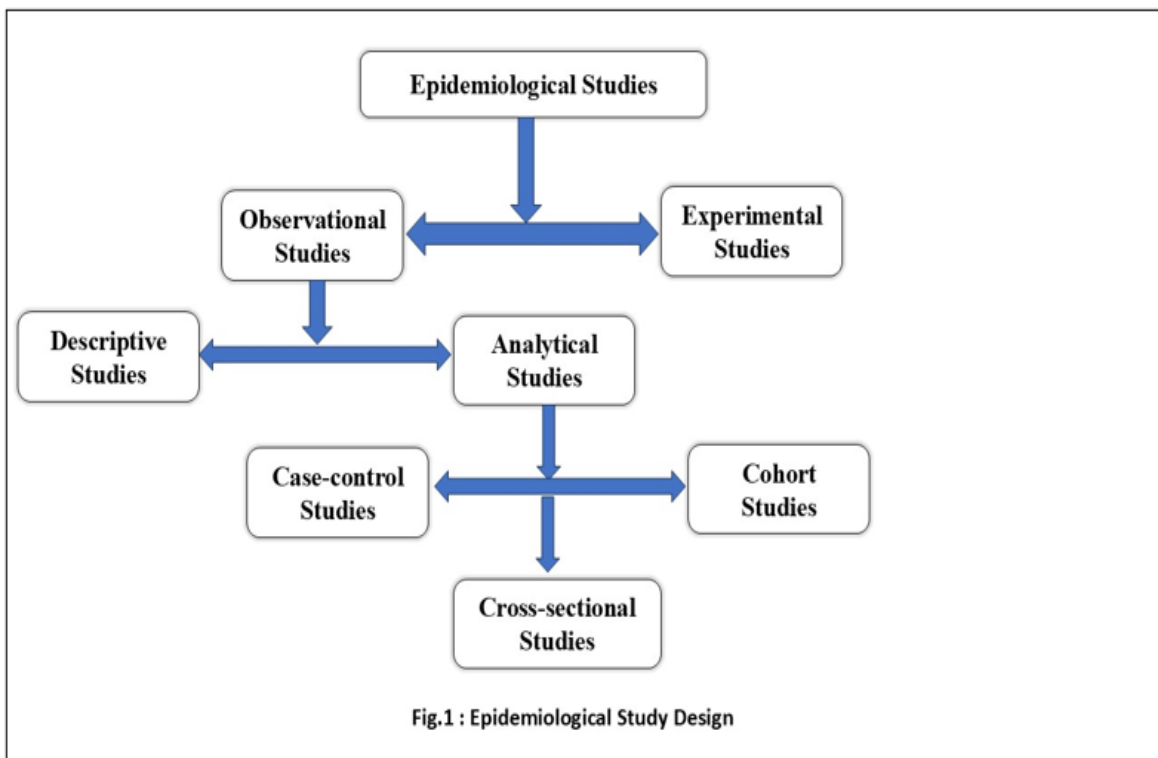 Epidemiological Studies
Observational
Studies
Experimental
Studies
Descriptive
Studies
Analytical
Studies
Case-control
Studies
Cohort
Studies
Cross-sectional
Studies
Fig.1 : Epidemiological Study Design